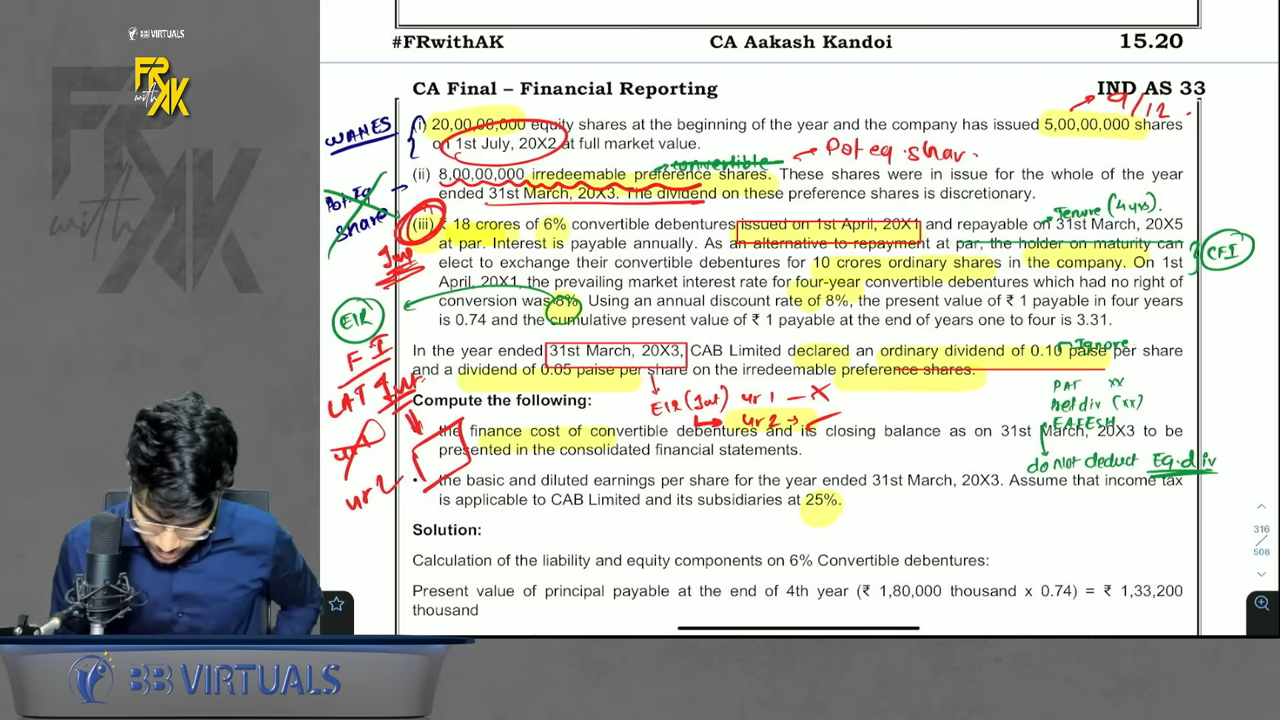 BB VIRTUALS
FR
with
AK
FR
with
AK
#FRwithAK CA Aakash Kandoi 15.20
CA Final – Financial Reporting IND AS 33
9/12
WANES
(i) 20,00,00,000 equity shares at the beginning of the year and the company has issued 5,00,00,000 shares
on 1st July, 20X2 at full market value.
convertible
Pot eq. shar.
(ii) 8,00,00,000 irredeemable preference shares. These shares were in issue for the whole of the year
ended 31st March, 20X3. The dividend on these preference shares is discretionary.
Pot Eq
share
Tenure (4yrs)
(iii) ₹ 18 crores of 6% convertible debentures issued on 1st April, 20X1 and repayable on 31st March, 20X5
at par. Interest is payable annually. As an alternative to repayment at par, the holder on maturity can
elect to exchange their convertible debentures for 10 crores ordinary shares in the company. On 1st
April, 20X1, the prevailing market interest rate for four-year convertible debentures which had no right of
conversion was 8%. Using an annual discount rate of 8%, the present value of ₹ 1 payable in four years
is 0.74 and the cumulative present value of ₹ 1 payable at the end of years one to four is 3.31.
CFI
EIR
Ignore
In the year ended 31st March, 20X3, CAB Limited declared an ordinary dividend of 0.10 paise per share
and a dividend of 0.05 paise per share on the irredeemable preference shares.
FI
EIR (Int) yr 1 – X
yr 2 →
PAT xx
Pref div (xx)
EAFESH
do not deduct Eq. div
Compute the following:
the finance cost of convertible debentures and its closing balance as on 31st March, 20X3 to be
presented in the consolidated financial statements.
yr 2
• the basic and diluted earnings per share for the year ended 31st March, 20X3. Assume that income tax
is applicable to CAB Limited and its subsidiaries at 25%.
Solution:
Calculation of the liability and equity components on 6% Convertible debentures:
Present value of principal payable at the end of 4th year (₹ 1,80,000 thousand x 0.74) = ₹ 1,33,200
thousand
316
508
BB VIRTUALS